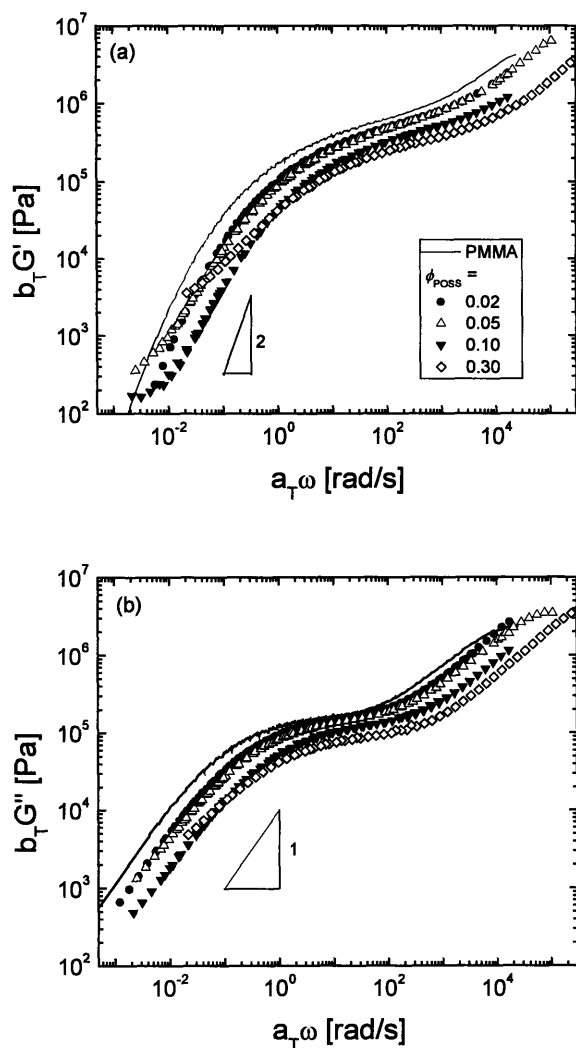 (a)
10^7
10^6
10^5
10^4
10^3
10^2
b_T G' [Pa]
PMMA
ϕ_POSS =
0.02
0.05
0.10
0.30
2
10^-2 10^0 10^2 10^4
a_T ω [rad/s]
(b)
10^7
10^6
10^5
10^4
10^3
10^2
b_T G'' [Pa]
1
10^-2 10^0 10^2 10^4
a_T ω [rad/s]